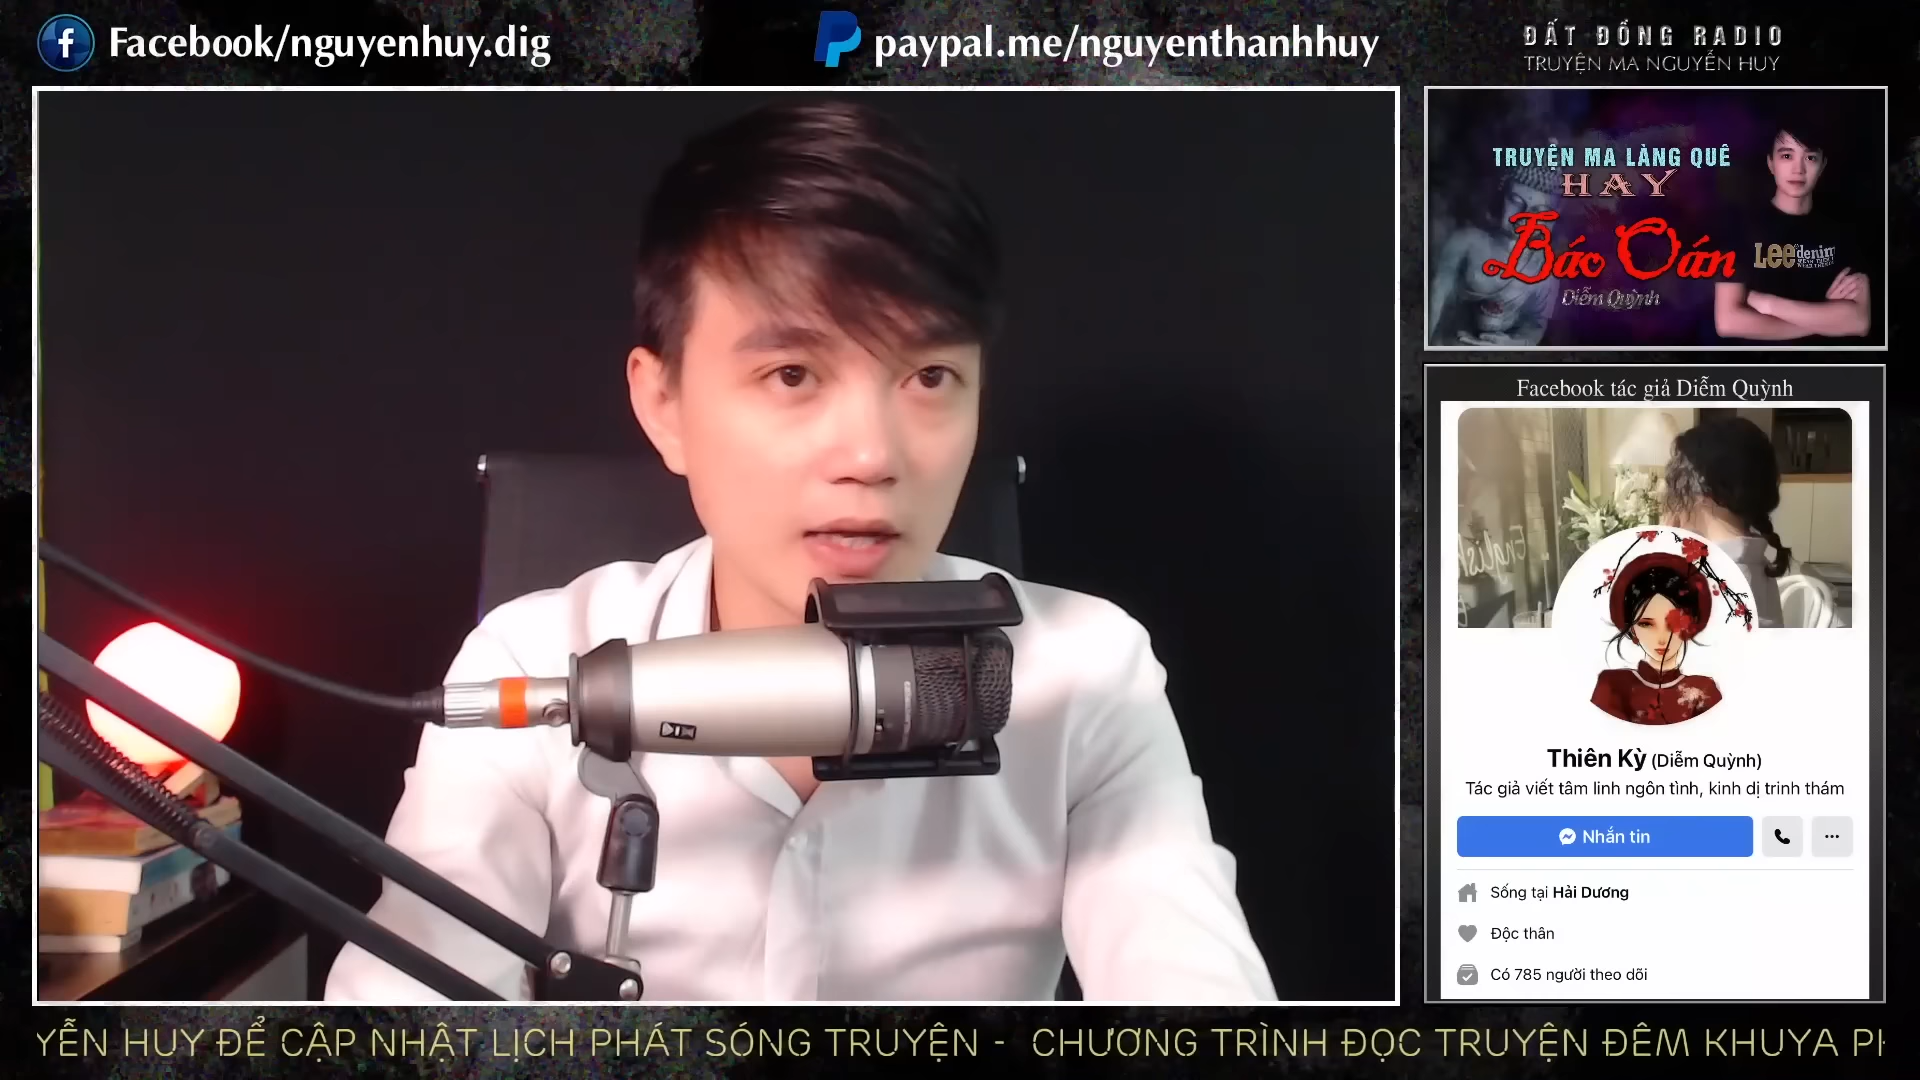 Facebook/nguyenhuy.dig
paypal.me/nguyenthanhhuy
ĐẤT ĐỒNG RADIO
TRUYỆN MA NGUYỄN HUY
TRUYỆN MA LÀNG QUÊ
HAY
Báo Oán
Diễm Quỳnh
Lee denim
Facebook tác giả Diễm Quỳnh
English
Thiên Kỳ (Diễm Quỳnh)
Tác giả viết tâm linh ngôn tình, kinh dị trinh thám
Nhắn tin
Sống tại Hải Dương
Độc thân
Có 785 người theo dõi
YỄN HUY ĐỂ CẬP NHẬT LỊCH PHÁT SÓNG TRUYỆN - CHƯƠNG TRÌNH ĐỌC TRUYỆN ĐÊM KHUYA PH